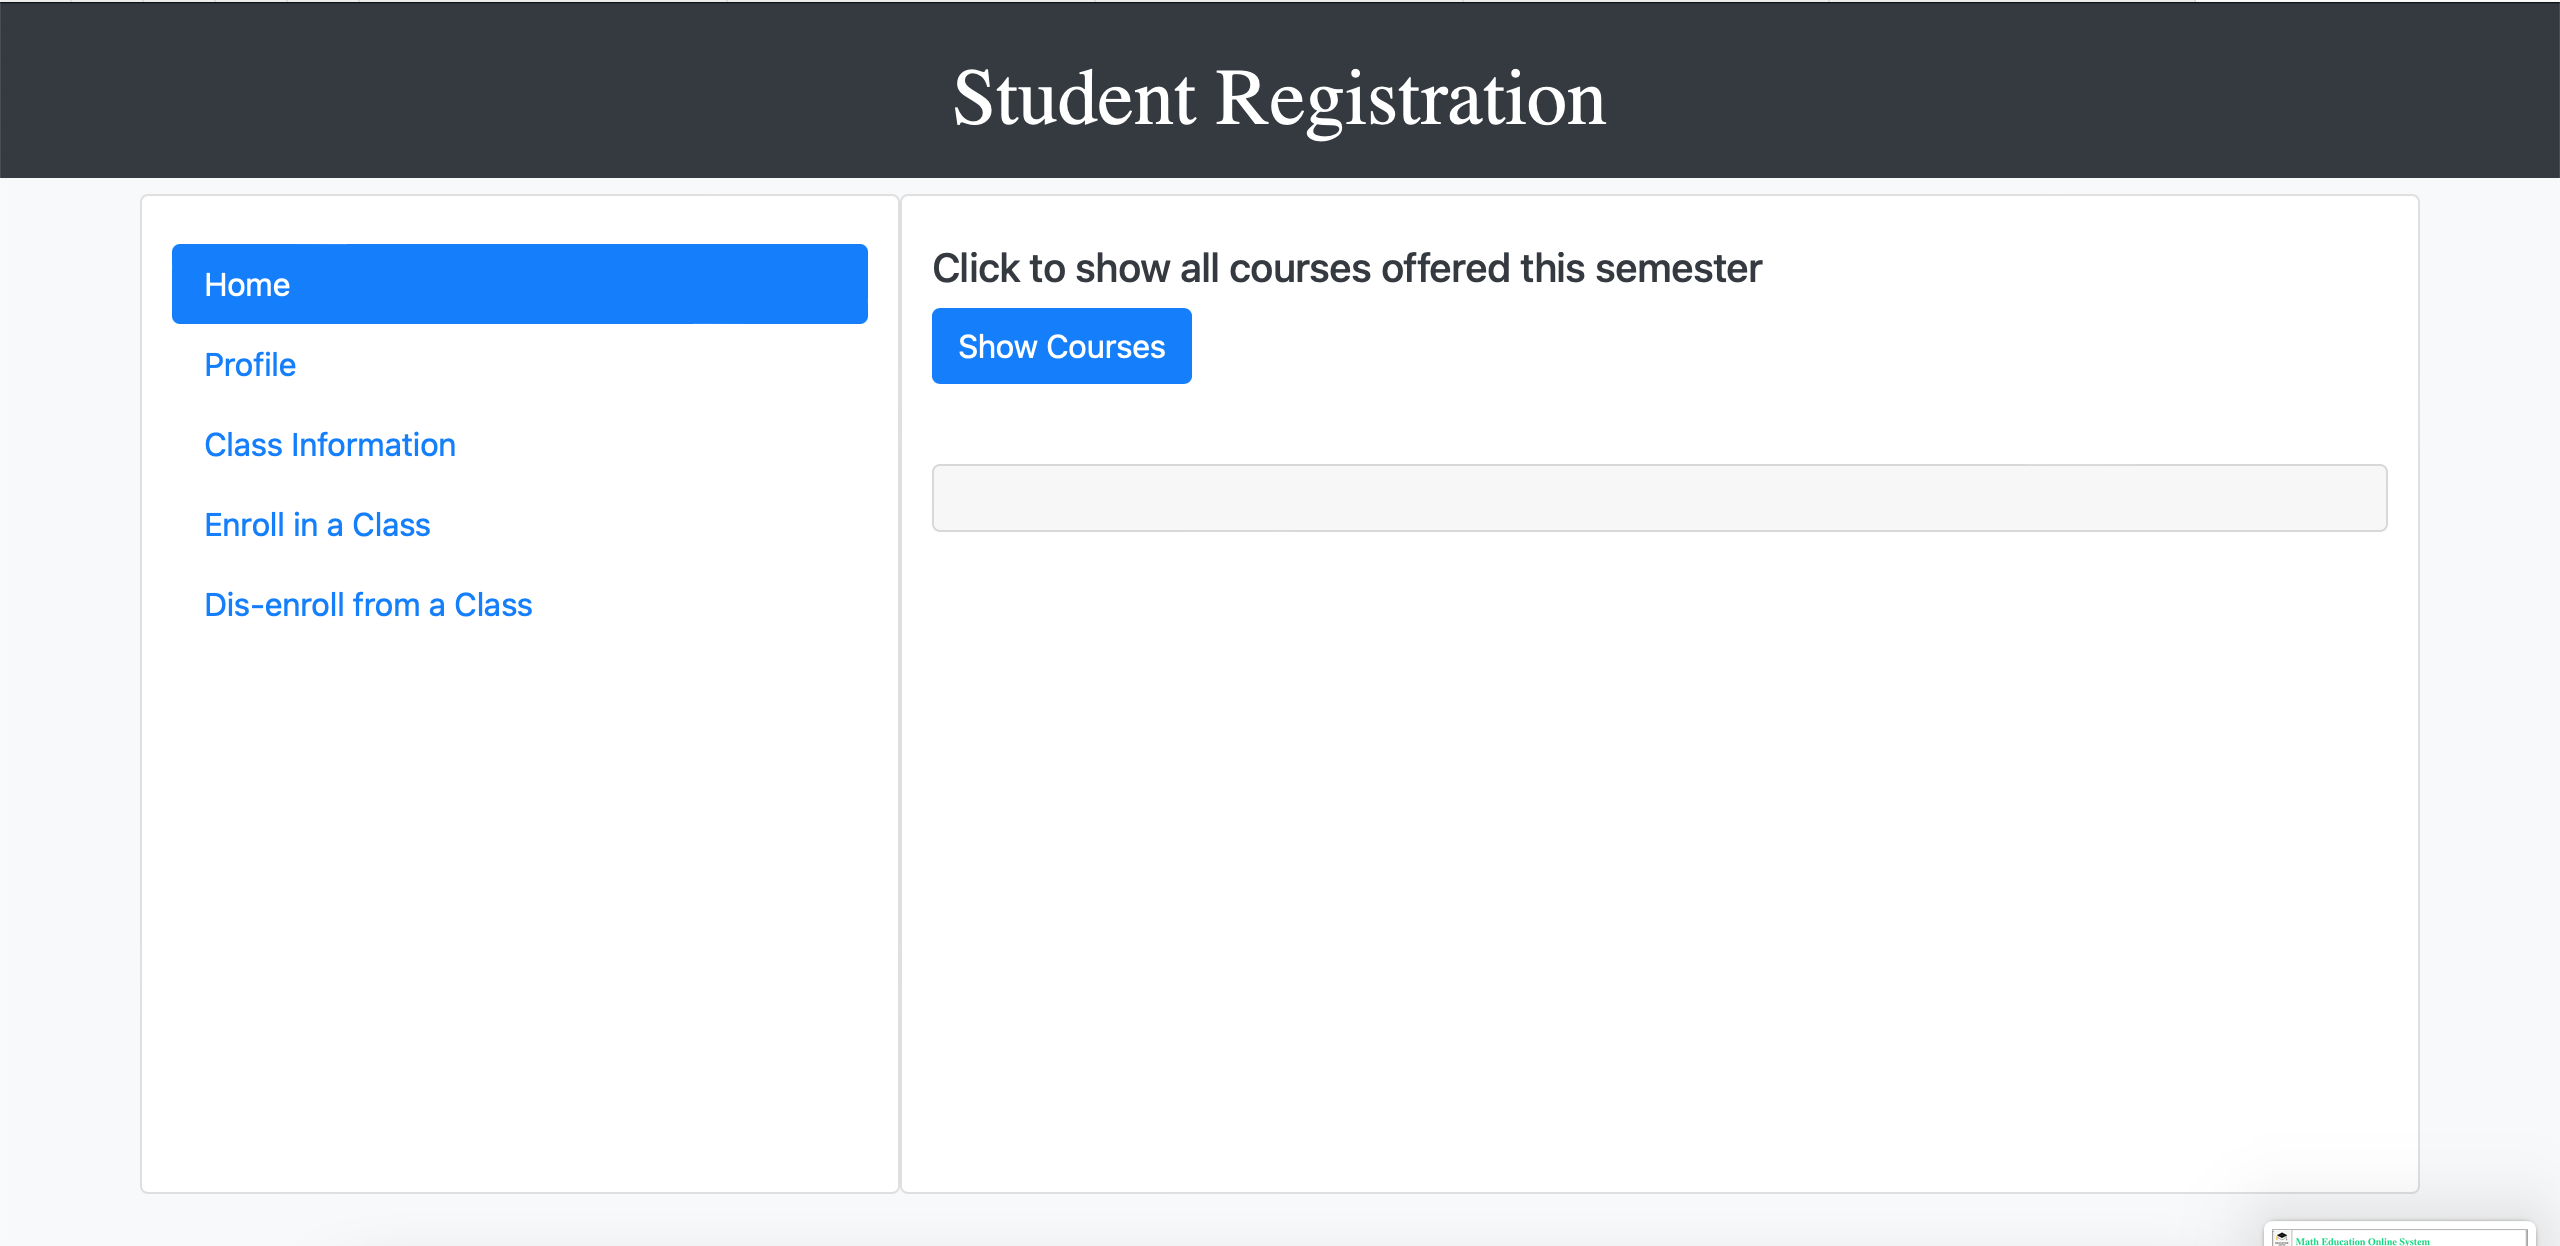 Student Registration
Home
Profile
Class Information
Enroll in a Class
Dis-enroll from a Class
Click to show all courses offered this semester
Show Courses
Math Education Online System